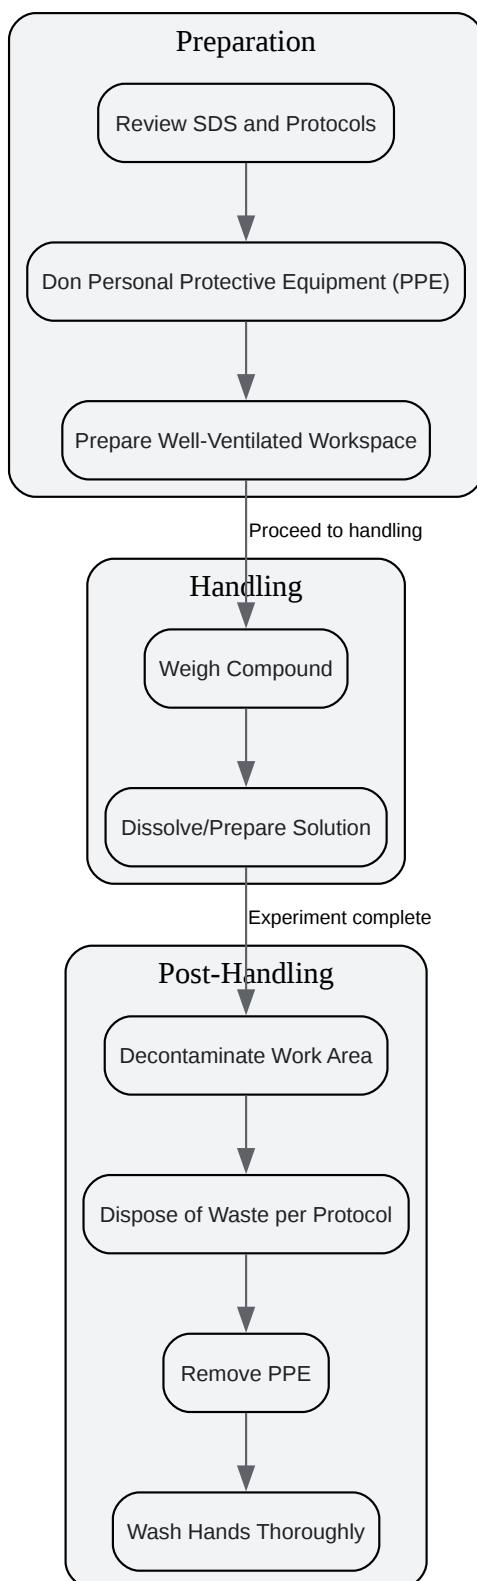 Preparation
Review SDS and Protocols
Don Personal Protective Equipment (PPE)
Prepare Well-Ventilated Workspace
Proceed to handling
Handling
Weigh Compound
Dissolve/Prepare Solution
Experiment complete
Post-Handling
Decontaminate Work Area
Dispose of Waste per Protocol
Remove PPE
Wash Hands Thoroughly